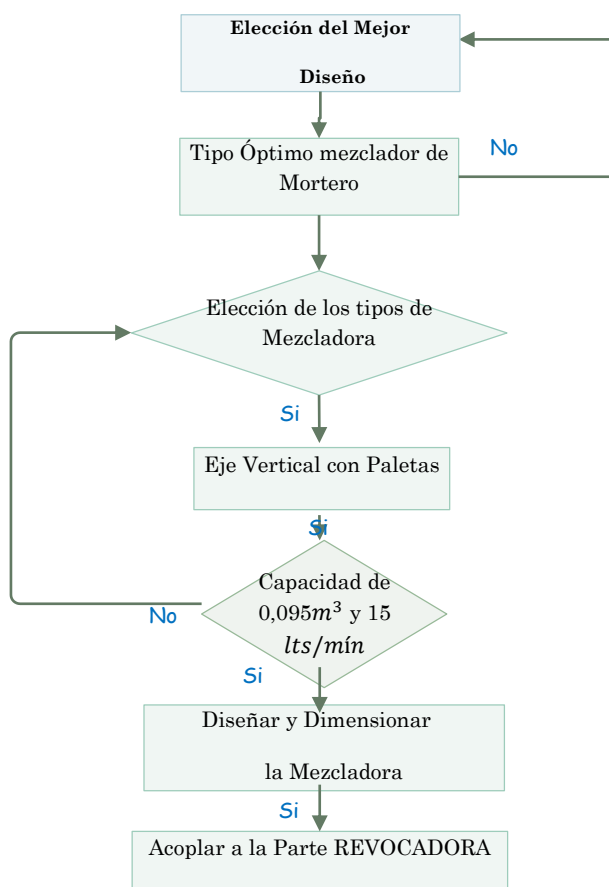 Elección del Mejor
Diseño
Tipo Óptimo mezclador de
Mortero
No
Elección de los tipos de
Mezcladora
Si
Eje Vertical con Paletas
Si
Capacidad de
0,095m³ y 15
lts/mín
No
Si
Diseñar y Dimensionar
la Mezcladora
Si
Acoplar a la Parte REVOCADORA